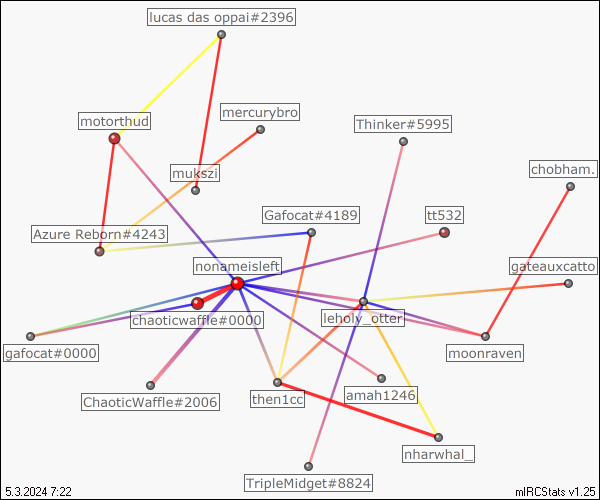 lucas das oppai#2396
mercurybro
motorthud
Thinker#5995
chobham.
mukszi
Gafocat#4189
tt532
Azure Reborn#4243
nonameisleft
gateauxcatto
chaoticwaffle#0000
leholy_otter
gafocat#0000
moonraven
ChaoticWaffle#2006
then1cc
amah1246
nharwhal_
TripleMidget#8824
5.3.2024 7:22
mIRCStats v1.25